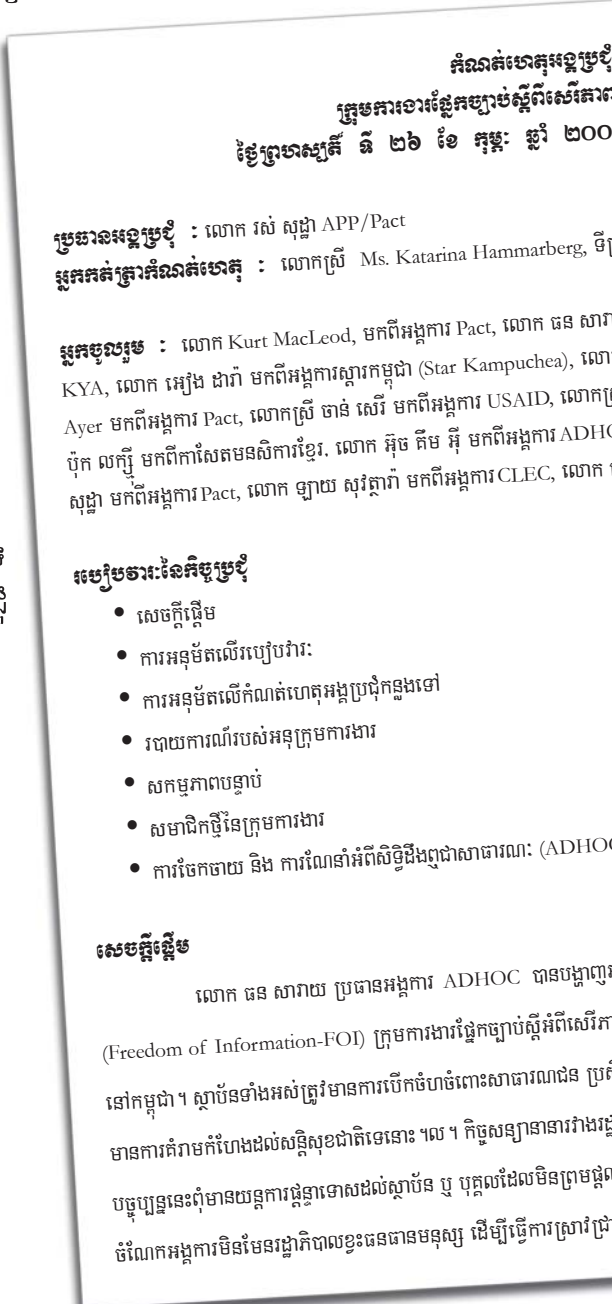 កំណត់ហេតុអង្គប្រជុំ
ក្រុមការងារផ្នែកច្បាប់ស្តីពីសេរីភាព
ថ្ងៃព្រហស្បតិ៍ ទី ២៦ ខែ កុម្ភៈ ឆ្នាំ ២០០
ប្រធានអង្គប្រជុំ : លោក រស់ សុដ្ឋា APP/Pact
អ្នកកត់ត្រាកំណត់ហេតុ : លោកស្រី Ms. Katarina Hammarberg,
អ្នកចូលរួម : លោក Kurt MacLeod, មកពីអង្គការ Pact, លោក ធន សារាយ
KYA, លោក អៀង ដារ៉ា មកពីអង្គការស្តារកម្ពុជា (Star Kampuchea), លោក
Ayer មកពីអង្គការ Pact, លោកស្រី ចាន់ សេរី មកពីអង្គការ USAID,
ប៉ុក លក្ស្មី មកពីកាសែតមនសិការខ្មែរ, លោក អ៊ុច គឹម អ៊ី មកពីអង្គការ ADHOC
សុដ្ឋា មកពីអង្គការ Pact, លោក ឡាយ សុវត្ថារ៉ា មកពីអង្គការ CLEC, លោក
របៀបវារៈនៃកិច្ចប្រជុំ
• សេចក្តីផ្តើម
• ការអនុម័តលើរបៀបវារៈ
• ការអនុម័តលើកំណត់ហេតុអង្គប្រជុំកន្លងទៅ
• របាយការណ៍របស់អនុក្រុមការងារ
• សកម្មភាពបន្ទាប់
• សមាជិកថ្មីនៃក្រុមការងារ
• ការចែកចាយ និង ការណែនាំអំពីសិទ្ធិដឹងឮជាសាធារណៈ (ADHOC
សេចក្តីផ្តើម
លោក ធន សារាយ ប្រធានអង្គការ ADHOC បានបង្ហាញ
(Freedom of Information-FOI) ក្រុមការងារផ្នែកច្បាប់ស្តីអំពីសេរីភា
នៅកម្ពុជា។ ស្ថាប័នទាំងអស់ត្រូវមានការបើកចំហចំពោះសាធារណជន
មានការគំរាមកំហែងដល់សន្តិសុខជាតិទេនោះ ។ល។ កិច្ចសន្យានានារវាងរដ្ឋ
បច្ចុប្បន្ននេះពុំមានយន្តការផ្តន្ទាទោសដល់ស្ថាប័ន ឬ បុគ្គលដែលមិនព្រមផ្តល
ចំណែកអង្គការមិនមែនរដ្ឋាភិបាលខ្វះធនធានមនុស្ស ដើម្បីធ្វើការស្រាវជ្រា